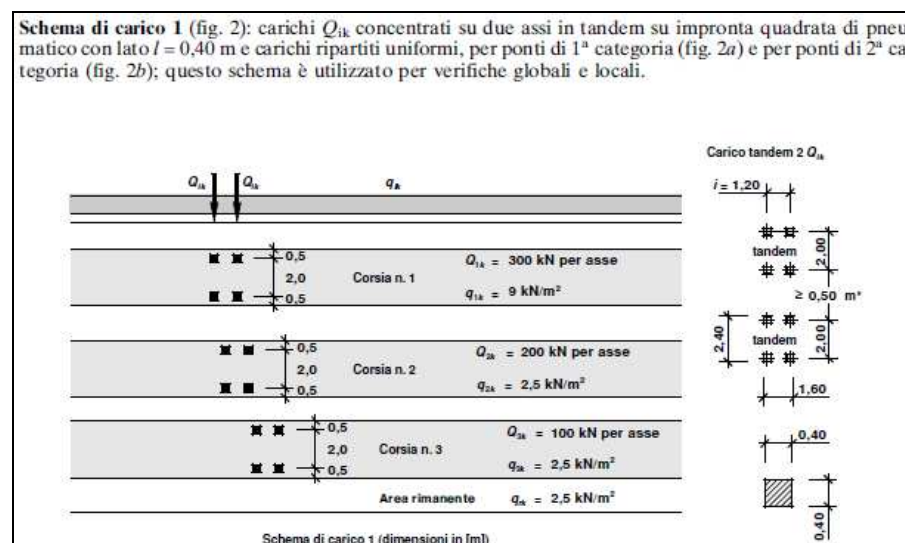 Schema di carico 1 (fig. 2): carichi Qik concentrati su due assi in tandem su impronta quadrata di pneu
matico con lato l = 0,40 m e carichi ripartiti uniformi, per ponti di 1ª categoria (fig. 2a) e per ponti di 2ª ca
tegoria (fig. 2b); questo schema è utilizzato per verifiche globali e locali.
Carico tandem 2 Qik
Qik Qik qik
i = 1,20
0,5
2,0
0,5
Corsia n. 1
Q1k = 300 kN per asse
q1k = 9 kN/m²
tandem
2,00
≥ 0,50 m*
0,5
2,0
0,5
Corsia n. 2
Q2k = 200 kN per asse
q2k = 2,5 kN/m²
2,40
tandem
2,00
1,60
0,5
2,0
0,5
Corsia n. 3
Q3k = 100 kN per asse
q3k = 2,5 kN/m²
0,40
Area rimanente qrk = 2,5 kN/m²
0,40
Schema di carico 1 (dimensioni in [m])